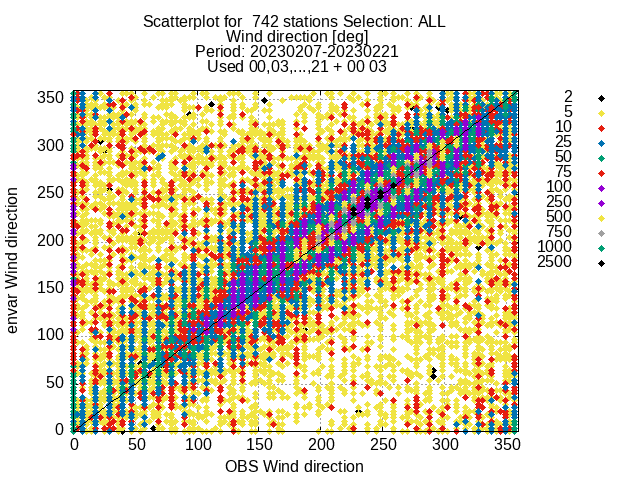 Scatterplot for 742 stations Selection: ALL
Wind direction [deg]
Period: 20230207-20230221
Used 00,03,...,21 + 00 03
envar Wind direction
350
300
250
200
150
100
50
0
0 50 100 150 200 250 300 350
OBS Wind direction
2
5
10
25
50
75
100
250
500
750
1000
2500